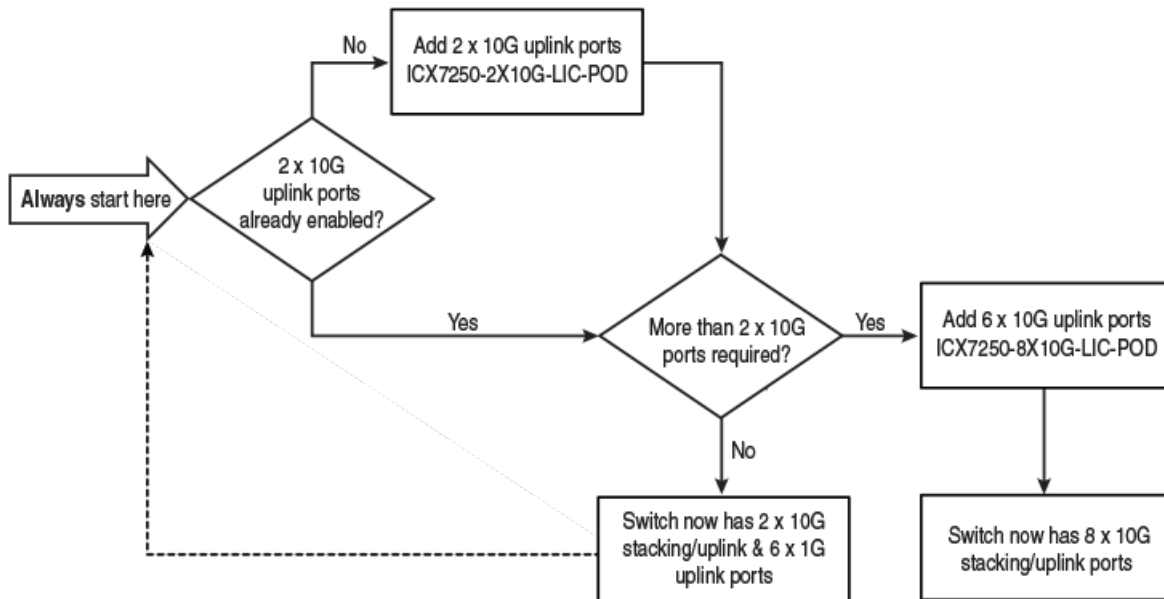 No
Add 2 x 10G uplink ports
ICX7250-2X10G-LIC-POD
Always start here
2 x 10G
uplink ports
already enabled?
Yes
More than 2 x 10G
ports required?
Yes
Add 6 x 10G uplink ports
ICX7250-8X10G-LIC-POD
No
Switch now has 2 x 10G
stacking/uplink & 6 x 1G
uplink ports
Switch now has 8 x 10G
stacking/uplink ports